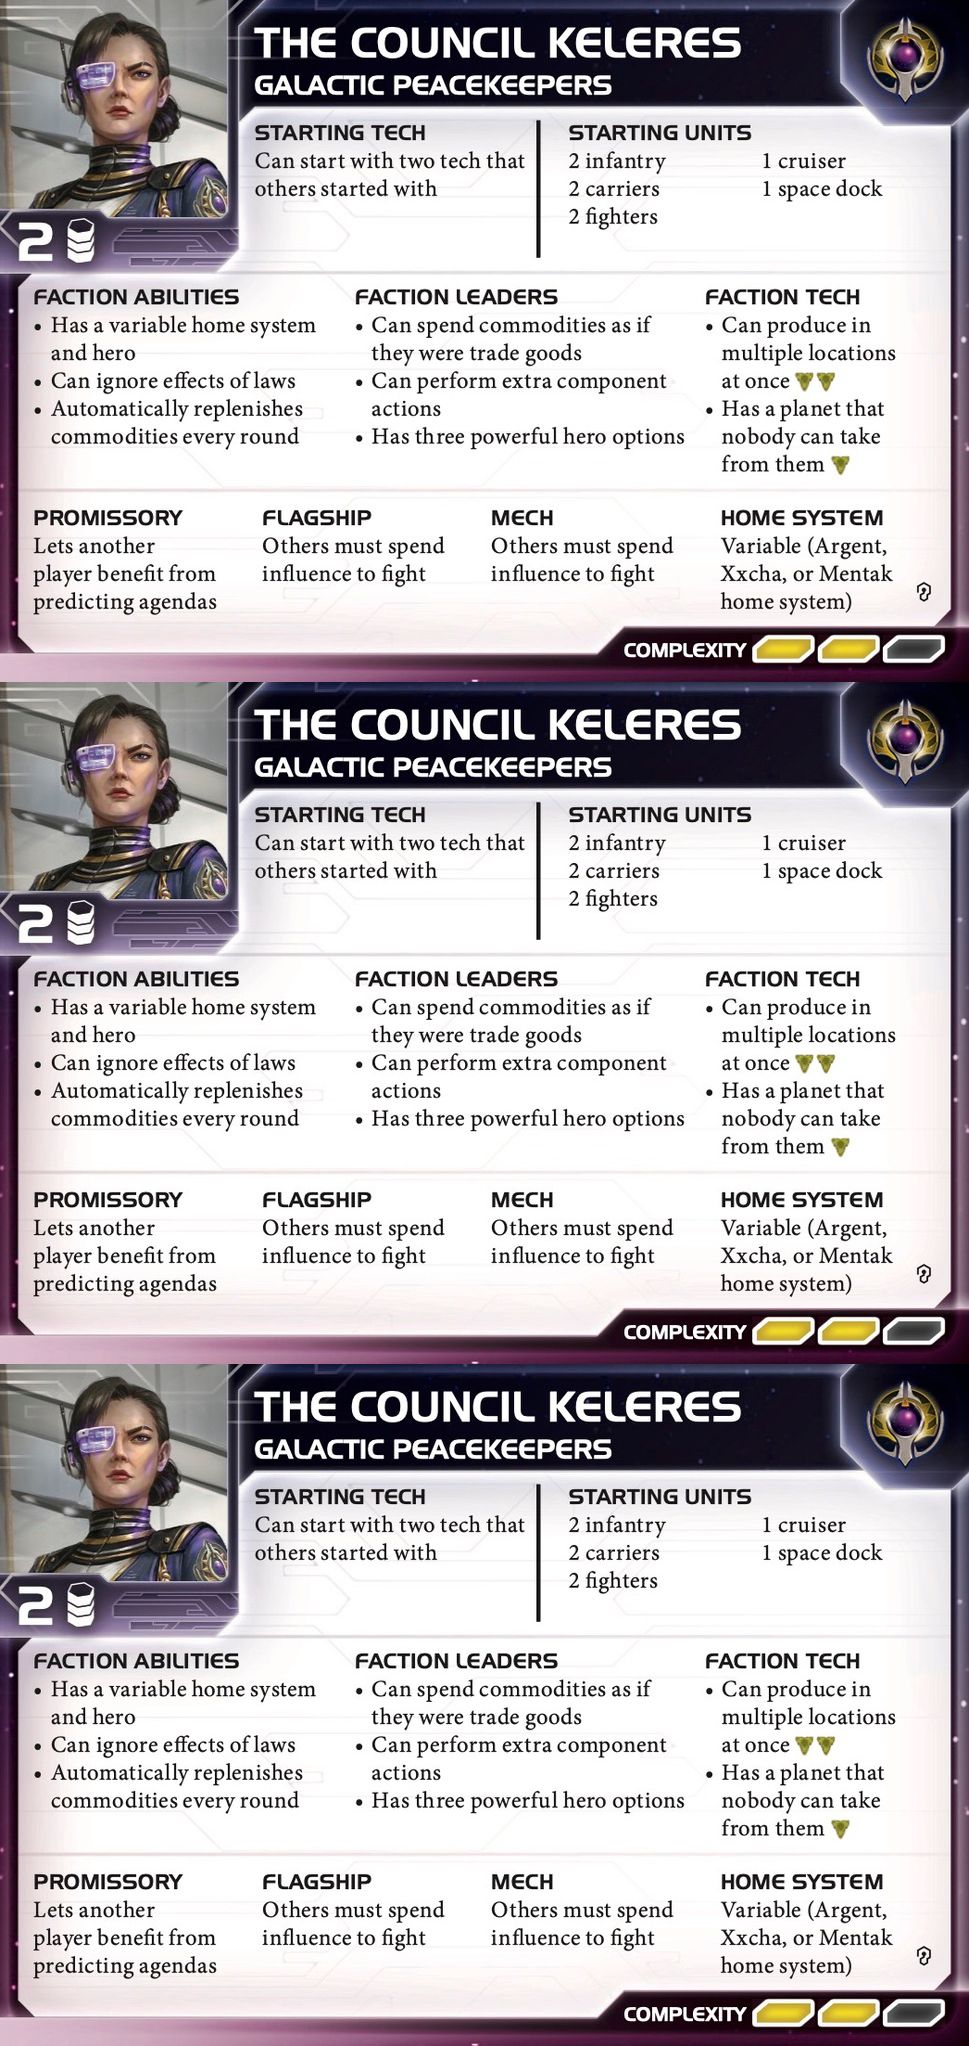 THE COUNCIL KELERES
GALACTIC PEACEKEEPERS
STARTING TECH
Can start with two tech that
others started with
STARTING UNITS
2 infantry
2 carriers
2 fighters
1 cruiser
1 space dock
2
FACTION ABILITIES
• Has a variable home system
and hero
• Can ignore effects of laws
• Automatically replenishes
commodities every round
FACTION LEADERS
• Can spend commodities as if
they were trade goods
• Can perform extra component
actions
• Has three powerful hero options
FACTION TECH
• Can produce in
multiple locations
at once
• Has a planet that
nobody can take
from them
PROMISSORY
Lets another
player benefit from
predicting agendas
FLAGSHIP
Others must spend
influence to fight
MECH
Others must spend
influence to fight
HOME SYSTEM
Variable (Argent,
Xxcha, or Mentak
home system)
COMPLEXITY
THE COUNCIL KELERES
GALACTIC PEACEKEEPERS
STARTING TECH
Can start with two tech that
others started with
STARTING UNITS
2 infantry
2 carriers
2 fighters
1 cruiser
1 space dock
2
FACTION ABILITIES
• Has a variable home system
and hero
• Can ignore effects of laws
• Automatically replenishes
commodities every round
FACTION LEADERS
• Can spend commodities as if
they were trade goods
• Can perform extra component
actions
• Has three powerful hero options
FACTION TECH
• Can produce in
multiple locations
at once
• Has a planet that
nobody can take
from them
PROMISSORY
Lets another
player benefit from
predicting agendas
FLAGSHIP
Others must spend
influence to fight
MECH
Others must spend
influence to fight
HOME SYSTEM
Variable (Argent,
Xxcha, or Mentak
home system)
COMPLEXITY
THE COUNCIL KELERES
GALACTIC PEACEKEEPERS
STARTING TECH
Can start with two tech that
others started with
STARTING UNITS
2 infantry
2 carriers
2 fighters
1 cruiser
1 space dock
2
FACTION ABILITIES
• Has a variable home system
and hero
• Can ignore effects of laws
• Automatically replenishes
commodities every round
FACTION LEADERS
• Can spend commodities as if
they were trade goods
• Can perform extra component
actions
• Has three powerful hero options
FACTION TECH
• Can produce in
multiple locations
at once
• Has a planet that
nobody can take
from them
PROMISSORY
Lets another
player benefit from
predicting agendas
FLAGSHIP
Others must spend
influence to fight
MECH
Others must spend
influence to fight
HOME SYSTEM
Variable (Argent,
Xxcha, or Mentak
home system)
COMPLEXITY